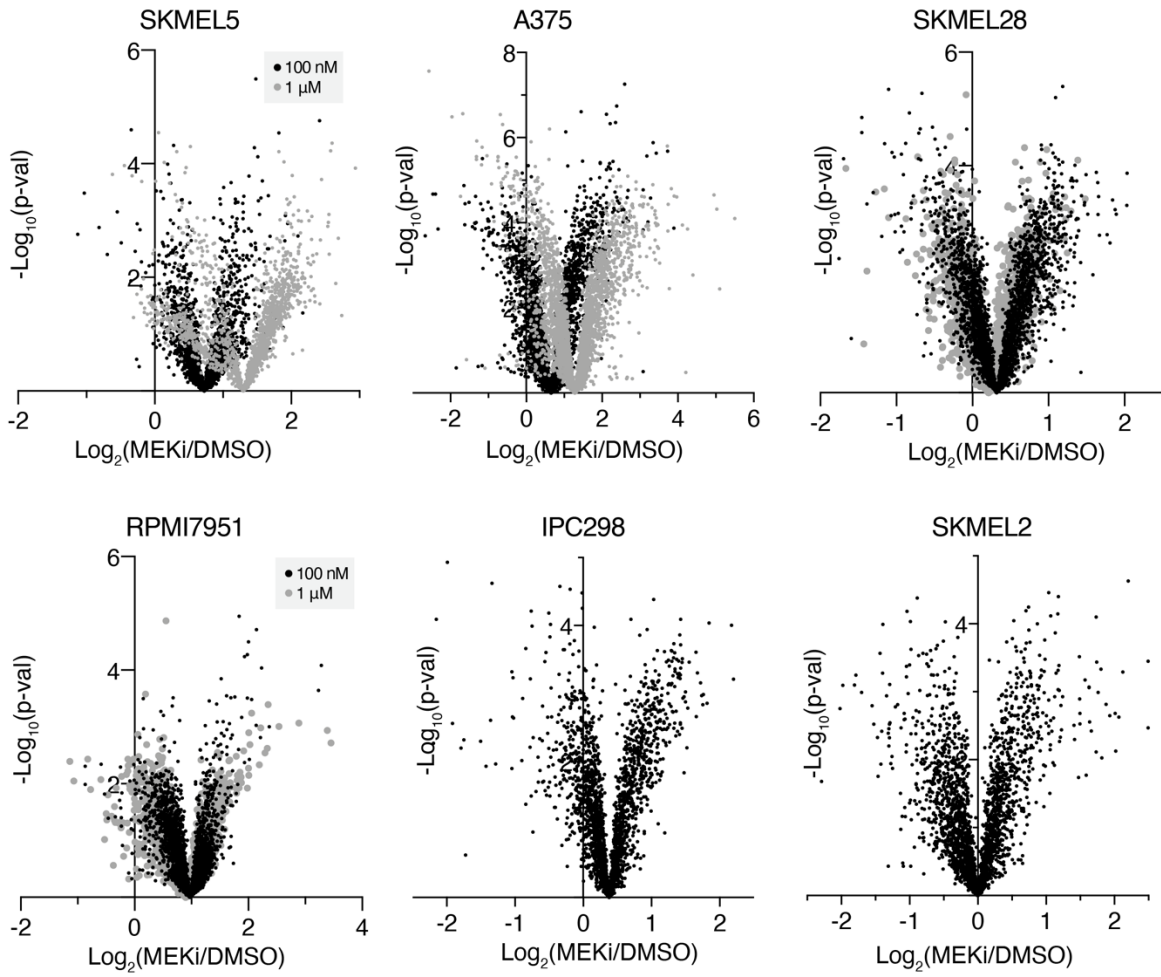 SKMEL5
A375
SKMEL28
6
4
2
-2
0
2
-Log10(p-val)
Log2(MEKi/DMSO)
100 nM
1 µM
8
6
4
2
-2
0
2
4
6
-Log10(p-val)
Log2(MEKi/DMSO)
6
4
-2
-1
0
1
2
-Log10(p-val)
Log2(MEKi/DMSO)
RPMI7951
IPC298
SKMEL2
6
4
2
-2
0
2
4
-Log10(p-val)
Log2(MEKi/DMSO)
100 nM
1 µM
4
2
-2
-1
0
1
2
-Log10(p-val)
Log2(MEKi/DMSO)
4
-2
-1
0
1
2
-Log10(p-val)
Log2(MEKi/DMSO)